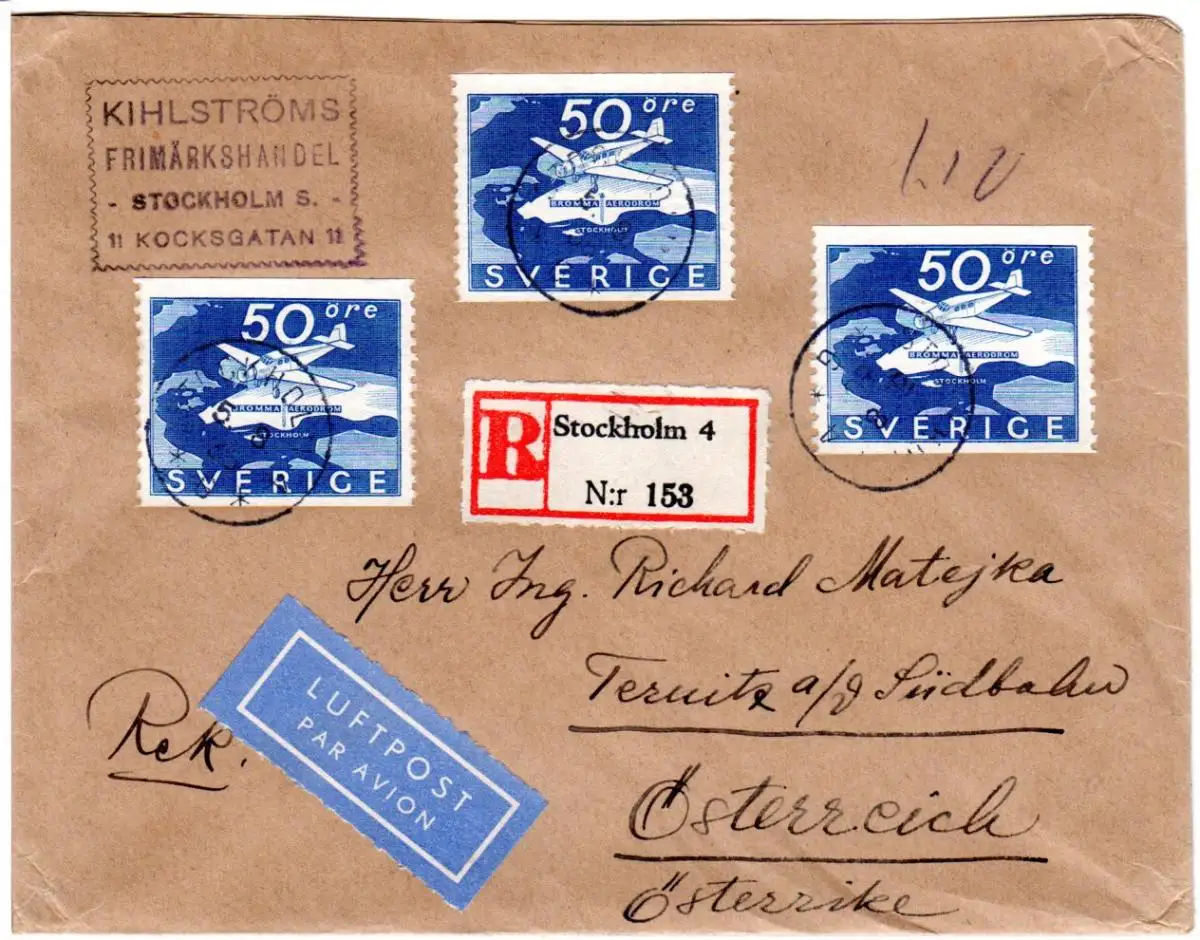 KIHLSTRÖMS
FRIMÄRKSHANDEL
- STOCKHOLM S. -
11 KOCKSGATAN 11
50 öre
BROMMA AERODROM
STOCKHOLM
SVERIGE
50 öre
BROMMA AERODROM
STOCKHOLM
SVERIGE
50 öre
BROMMA AERODROM
STOCKHOLM
SVERIGE
R
Stockholm 4
N:r 153
Herr Ing. Richard Matejka
Ternitz a/d Südbahn
Österreich
Österrike
Rek.
LUFTPOST
PAR AVION